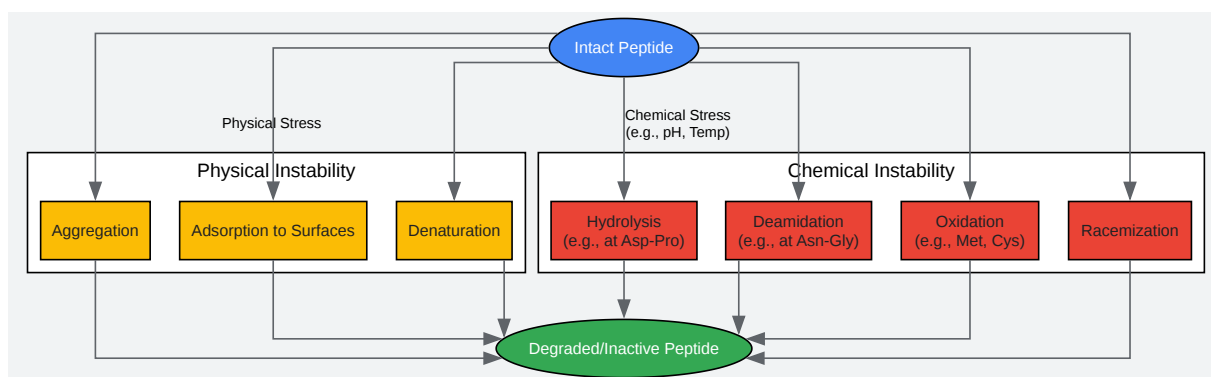 Intact Peptide
Physical Stress
Chemical Stress
(e.g., pH, Temp)
Physical Instability
Chemical Instability
Aggregation
Adsorption to Surfaces
Denaturation
Hydrolysis
(e.g., at Asp-Pro)
Deamidation
(e.g., at Asn-Gly)
Oxidation
(e.g., Met, Cys)
Racemization
Degraded/Inactive Peptide